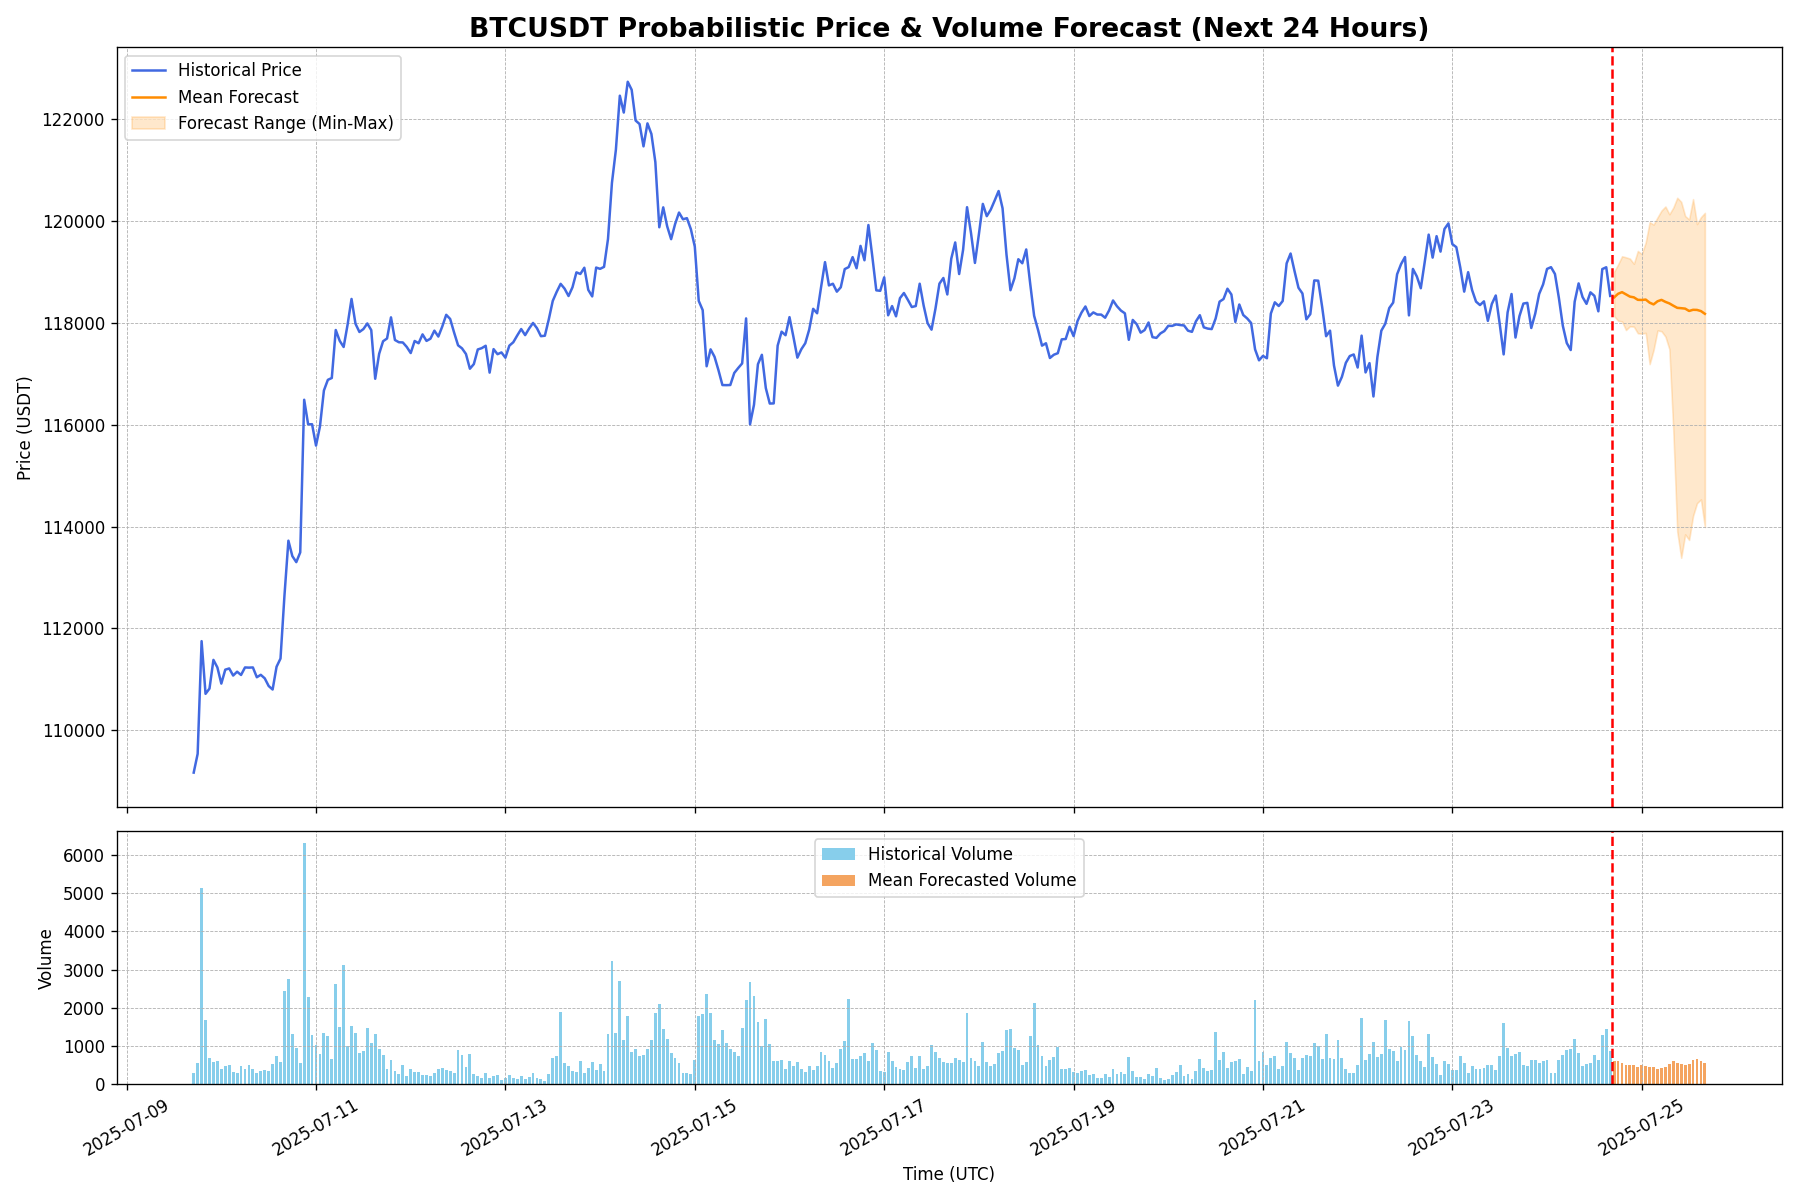 BTCUSDT Probabilistic Price & Volume Forecast (Next 24 Hours)
Historical Price
Mean Forecast
Forecast Range (Min-Max)
122000
120000
118000
116000
114000
112000
110000
Price (USDT)
Historical Volume
Mean Forecasted Volume
6000
5000
4000
3000
2000
1000
0
Volume
2025-07-09
2025-07-11
2025-07-13
2025-07-15
2025-07-17
2025-07-19
2025-07-21
2025-07-23
2025-07-25
Time (UTC)